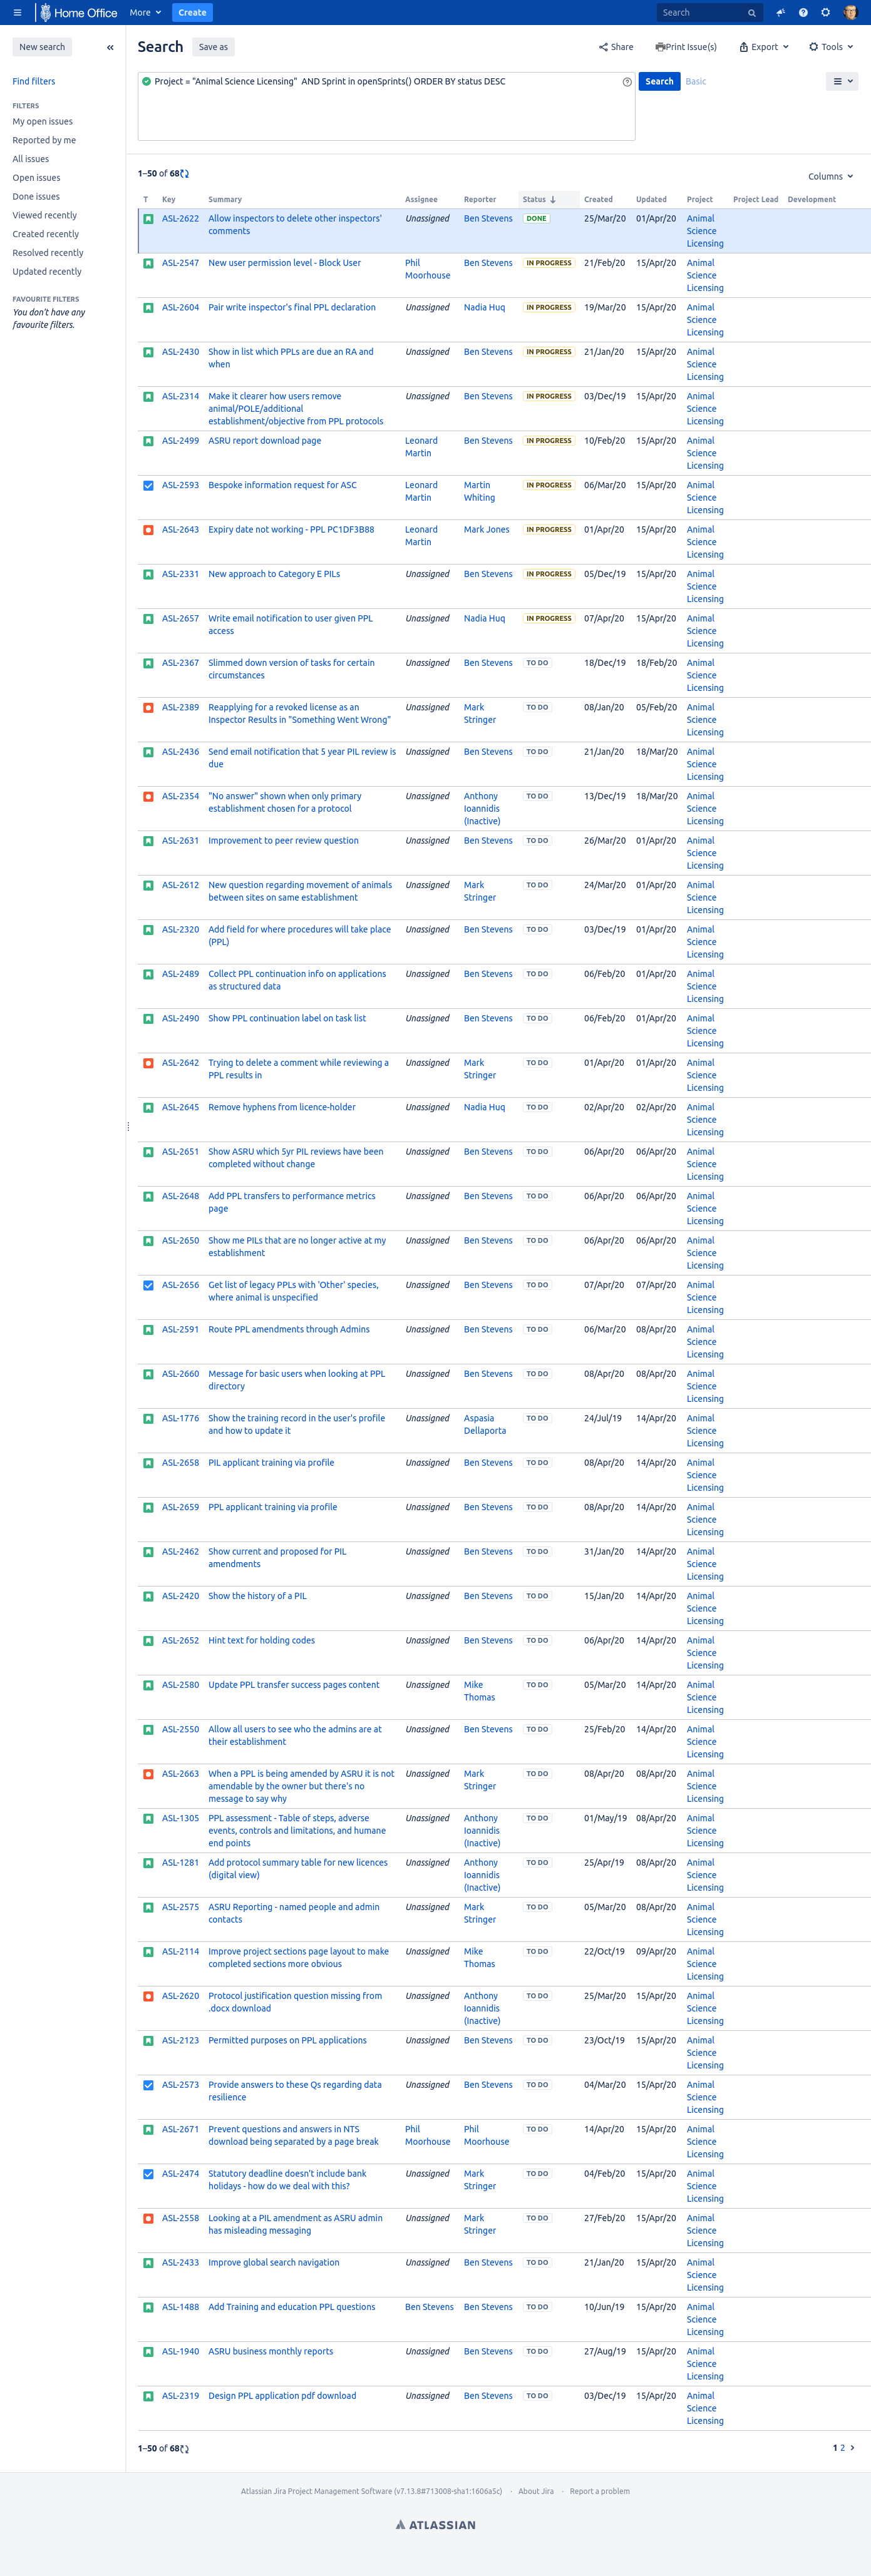 Home Office More Create Search
New search
Find filters
FILTERS
My open issues
Reported by me
All issues
Open issues
Done issues
Viewed recently
Created recently
Resolved recently
Updated recently
FAVOURITE FILTERS
You don't have any
favourite filters.
Search Save as Share Print Issue(s) Export Tools
Project = "Animal Science Licensing" AND Sprint in openSprints() ORDER BY status DESC Search Basic
1–50 of 68 Columns
T Key Summary Assignee Reporter Status Created Updated Project Project Lead Development
ASL-2622 Allow inspectors to delete other inspectors' comments Unassigned Ben Stevens DONE 25/Mar/20 01/Apr/20 Animal Science Licensing
ASL-2547 New user permission level - Block User Phil Moorhouse Ben Stevens IN PROGRESS 21/Feb/20 15/Apr/20 Animal Science Licensing
ASL-2604 Pair write inspector's final PPL declaration Unassigned Nadia Huq IN PROGRESS 19/Mar/20 15/Apr/20 Animal Science Licensing
ASL-2430 Show in list which PPLs are due an RA and when Unassigned Ben Stevens IN PROGRESS 21/Jan/20 15/Apr/20 Animal Science Licensing
ASL-2314 Make it clearer how users remove animal/POLE/additional establishment/objective from PPL protocols Unassigned Ben Stevens IN PROGRESS 03/Dec/19 15/Apr/20 Animal Science Licensing
ASL-2499 ASRU report download page Leonard Martin Ben Stevens IN PROGRESS 10/Feb/20 15/Apr/20 Animal Science Licensing
ASL-2593 Bespoke information request for ASC Leonard Martin Martin Whiting IN PROGRESS 06/Mar/20 15/Apr/20 Animal Science Licensing
ASL-2643 Expiry date not working - PPL PC1DF3B88 Leonard Martin Mark Jones IN PROGRESS 01/Apr/20 15/Apr/20 Animal Science Licensing
ASL-2331 New approach to Category E PILs Unassigned Ben Stevens IN PROGRESS 05/Dec/19 15/Apr/20 Animal Science Licensing
ASL-2657 Write email notification to user given PPL access Unassigned Nadia Huq IN PROGRESS 07/Apr/20 15/Apr/20 Animal Science Licensing
ASL-2367 Slimmed down version of tasks for certain circumstances Unassigned Ben Stevens TO DO 18/Dec/19 18/Feb/20 Animal Science Licensing
ASL-2389 Reapplying for a revoked license as an Inspector Results in "Something Went Wrong" Unassigned Mark Stringer TO DO 08/Jan/20 05/Feb/20 Animal Science Licensing
ASL-2436 Send email notification that 5 year PIL review is due Unassigned Ben Stevens TO DO 21/Jan/20 18/Mar/20 Animal Science Licensing
ASL-2354 "No answer" shown when only primary establishment chosen for a protocol Unassigned Anthony Ioannidis (Inactive) TO DO 13/Dec/19 18/Mar/20 Animal Science Licensing
ASL-2631 Improvement to peer review question Unassigned Ben Stevens TO DO 26/Mar/20 01/Apr/20 Animal Science Licensing
ASL-2612 New question regarding movement of animals between sites on same establishment Unassigned Mark Stringer TO DO 24/Mar/20 01/Apr/20 Animal Science Licensing
ASL-2320 Add field for where procedures will take place (PPL) Unassigned Ben Stevens TO DO 03/Dec/19 01/Apr/20 Animal Science Licensing
ASL-2489 Collect PPL continuation info on applications as structured data Unassigned Ben Stevens TO DO 06/Feb/20 01/Apr/20 Animal Science Licensing
ASL-2490 Show PPL continuation label on task list Unassigned Ben Stevens TO DO 06/Feb/20 01/Apr/20 Animal Science Licensing
ASL-2642 Trying to delete a comment while reviewing a PPL results in Unassigned Mark Stringer TO DO 01/Apr/20 01/Apr/20 Animal Science Licensing
ASL-2645 Remove hyphens from licence-holder Unassigned Nadia Huq TO DO 02/Apr/20 02/Apr/20 Animal Science Licensing
ASL-2651 Show ASRU which 5yr PIL reviews have been completed without change Unassigned Ben Stevens TO DO 06/Apr/20 06/Apr/20 Animal Science Licensing
ASL-2648 Add PPL transfers to performance metrics page Unassigned Ben Stevens TO DO 06/Apr/20 06/Apr/20 Animal Science Licensing
ASL-2650 Show me PILs that are no longer active at my establishment Unassigned Ben Stevens TO DO 06/Apr/20 06/Apr/20 Animal Science Licensing
ASL-2656 Get list of legacy PPLs with 'Other' species, where animal is unspecified Unassigned Ben Stevens TO DO 07/Apr/20 07/Apr/20 Animal Science Licensing
ASL-2591 Route PPL amendments through Admins Unassigned Ben Stevens TO DO 06/Mar/20 08/Apr/20 Animal Science Licensing
ASL-2660 Message for basic users when looking at PPL directory Unassigned Ben Stevens TO DO 08/Apr/20 08/Apr/20 Animal Science Licensing
ASL-1776 Show the training record in the user's profile and how to update it Unassigned Aspasia Dellaporta TO DO 24/Jul/19 14/Apr/20 Animal Science Licensing
ASL-2658 PIL applicant training via profile Unassigned Ben Stevens TO DO 08/Apr/20 14/Apr/20 Animal Science Licensing
ASL-2659 PPL applicant training via profile Unassigned Ben Stevens TO DO 08/Apr/20 14/Apr/20 Animal Science Licensing
ASL-2462 Show current and proposed for PIL amendments Unassigned Ben Stevens TO DO 31/Jan/20 14/Apr/20 Animal Science Licensing
ASL-2420 Show the history of a PIL Unassigned Ben Stevens TO DO 15/Jan/20 14/Apr/20 Animal Science Licensing
ASL-2652 Hint text for holding codes Unassigned Ben Stevens TO DO 06/Apr/20 14/Apr/20 Animal Science Licensing
ASL-2580 Update PPL transfer success pages content Unassigned Mike Thomas TO DO 05/Mar/20 14/Apr/20 Animal Science Licensing
ASL-2550 Allow all users to see who the admins are at their establishment Unassigned Ben Stevens TO DO 25/Feb/20 14/Apr/20 Animal Science Licensing
ASL-2663 When a PPL is being amended by ASRU it is not amendable by the owner but there's no message to say why Unassigned Mark Stringer TO DO 08/Apr/20 08/Apr/20 Animal Science Licensing
ASL-1305 PPL assessment - Table of steps, adverse events, controls and limitations, and humane end points Unassigned Anthony Ioannidis (Inactive) TO DO 01/May/19 08/Apr/20 Animal Science Licensing
ASL-1281 Add protocol summary table for new licences (digital view) Unassigned Anthony Ioannidis (Inactive) TO DO 25/Apr/19 08/Apr/20 Animal Science Licensing
ASL-2575 ASRU Reporting - named people and admin contacts Unassigned Mark Stringer TO DO 05/Mar/20 08/Apr/20 Animal Science Licensing
ASL-2114 Improve project sections page layout to make completed sections more obvious Unassigned Mike Thomas TO DO 22/Oct/19 09/Apr/20 Animal Science Licensing
ASL-2620 Protocol justification question missing from .docx download Unassigned Anthony Ioannidis (Inactive) TO DO 25/Mar/20 15/Apr/20 Animal Science Licensing
ASL-2123 Permitted purposes on PPL applications Unassigned Ben Stevens TO DO 23/Oct/19 15/Apr/20 Animal Science Licensing
ASL-2573 Provide answers to these Qs regarding data resilience Unassigned Ben Stevens TO DO 04/Mar/20 15/Apr/20 Animal Science Licensing
ASL-2671 Prevent questions and answers in NTS download being separated by a page break Phil Moorhouse Phil Moorhouse TO DO 14/Apr/20 15/Apr/20 Animal Science Licensing
ASL-2474 Statutory deadline doesn't include bank holidays - how do we deal with this? Unassigned Mark Stringer TO DO 04/Feb/20 15/Apr/20 Animal Science Licensing
ASL-2558 Looking at a PIL amendment as ASRU admin has misleading messaging Unassigned Mark Stringer TO DO 27/Feb/20 15/Apr/20 Animal Science Licensing
ASL-2433 Improve global search navigation Unassigned Ben Stevens TO DO 21/Jan/20 15/Apr/20 Animal Science Licensing
ASL-1488 Add Training and education PPL questions Ben Stevens Ben Stevens TO DO 10/Jun/19 15/Apr/20 Animal Science Licensing
ASL-1940 ASRU business monthly reports Unassigned Ben Stevens TO DO 27/Aug/19 15/Apr/20 Animal Science Licensing
ASL-2319 Design PPL application pdf download Unassigned Ben Stevens TO DO 03/Dec/19 15/Apr/20 Animal Science Licensing
1–50 of 68 1 2
Atlassian Jira Project Management Software (v7.13.8#713008-sha1:1606a5c) · About Jira · Report a problem
ATLASSIAN